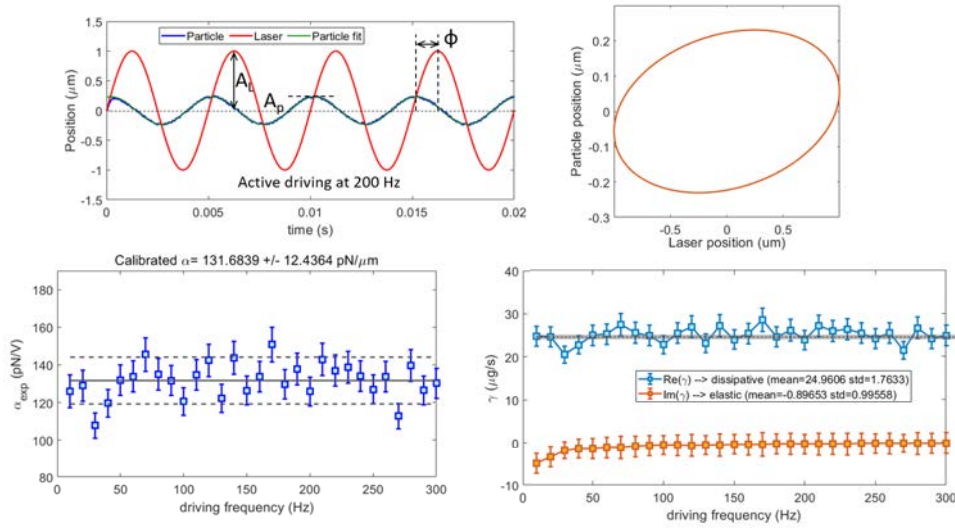 1.5
1
0.5
0
-0.5
-1
-1.5
Position (μm)
Particle Laser Particle fit
A_L
A_p
ϕ
Active driving at 200 Hz
0 0.005 0.01 0.015 0.02
time (s)
0.2
0.1
0
-0.1
-0.2
-0.3
Particle position (μm)
-0.5 0 0.5
Laser position (um)
Calibrated α= 131.6839 +/- 12.4364 pN/μm
180
160
140
120
100
80
α_exp (pN/V)
0 50 100 150 200 250 300
driving frequency (Hz)
40
30
20
10
0
-10
γ (μg/s)
Re(γ) --> dissipative (mean=24.9606 std=1.7633)
Im(γ) --> elastic (mean=-0.89653 std=0.99558)
0 50 100 150 200 250 300
driving frequency (Hz)